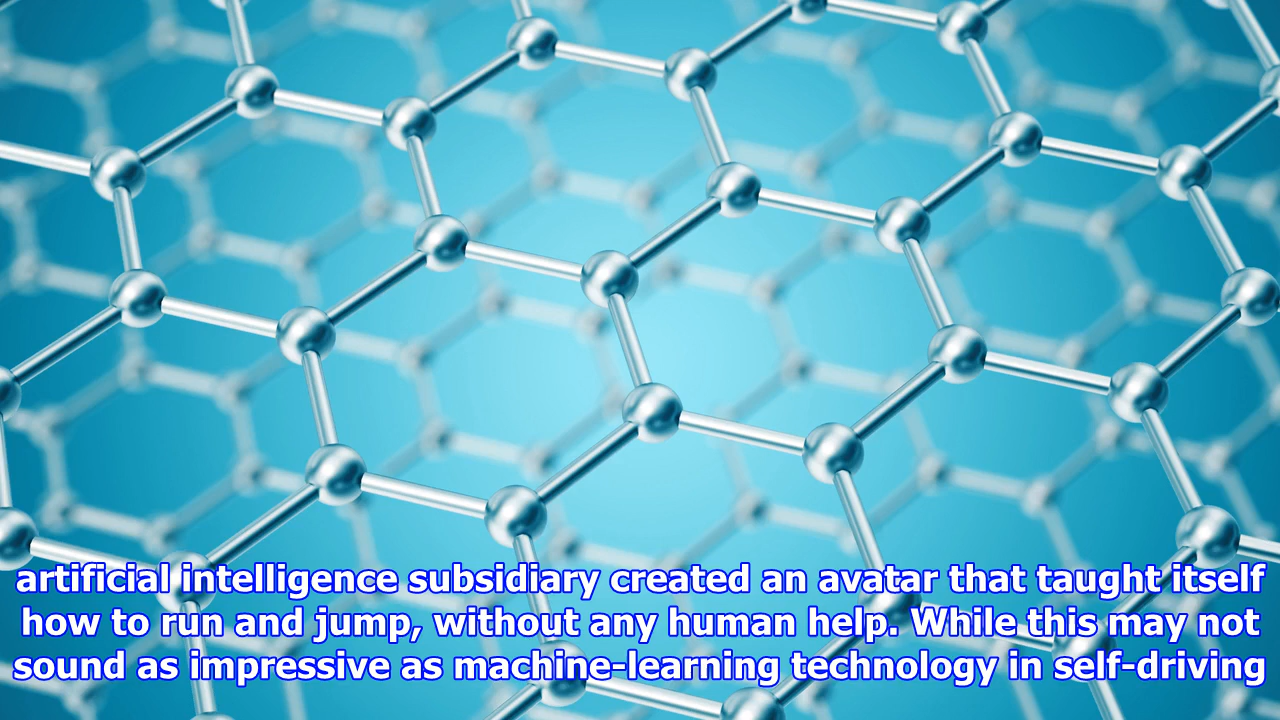 artificial intelligence subsidiary created an avatar that taught itself
how to run and jump, without any human help. While this may not
sound as impressive as machine-learning technology in self-driving